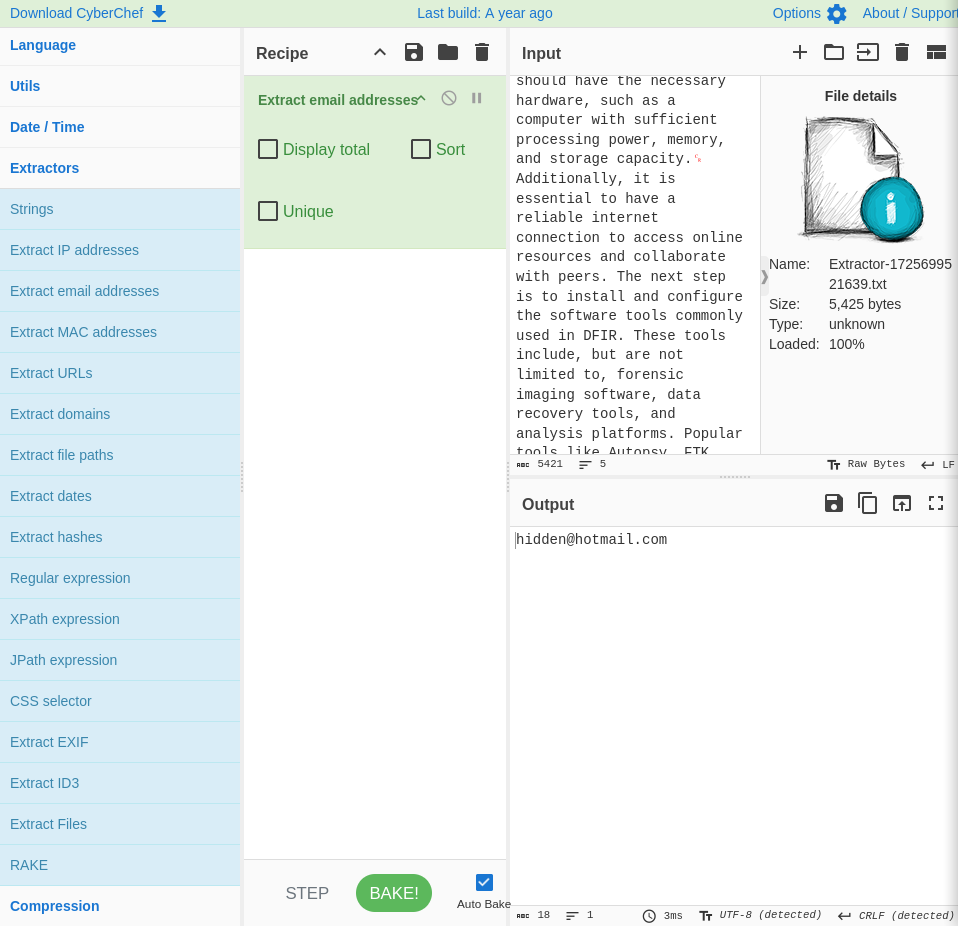 Download CyberChef
Last build: A year ago
Options
About / Support
Language
Utils
Date / Time
Extractors
Strings
Extract IP addresses
Extract email addresses
Extract MAC addresses
Extract URLs
Extract domains
Extract file paths
Extract dates
Extract hashes
Regular expression
XPath expression
JPath expression
CSS selector
Extract EXIF
Extract ID3
Extract Files
RAKE
Compression
Recipe
Extract email addresses
Display total
Sort
Unique
STEP
BAKE!
Auto Bake
Input
should have the necessary
hardware, such as a
computer with sufficient
processing power, memory,
and storage capacity.
Additionally, it is
essential to have a
reliable internet
connection to access online
resources and collaborate
with peers. The next step
is to install and configure
the software tools commonly
used in DFIR. These tools
include, but are not
limited to, forensic
imaging software, data
recovery tools, and
analysis platforms. Popular
tools like Autopsy, FTK
File details
Name: Extractor-17256995
21639.txt
Size: 5,425 bytes
Type: unknown
Loaded: 100%
ABC 5421 5
Raw Bytes LF
Output
hidden@hotmail.com
ABC 18 1
3ms UTF-8 (detected) CRLF (detected)